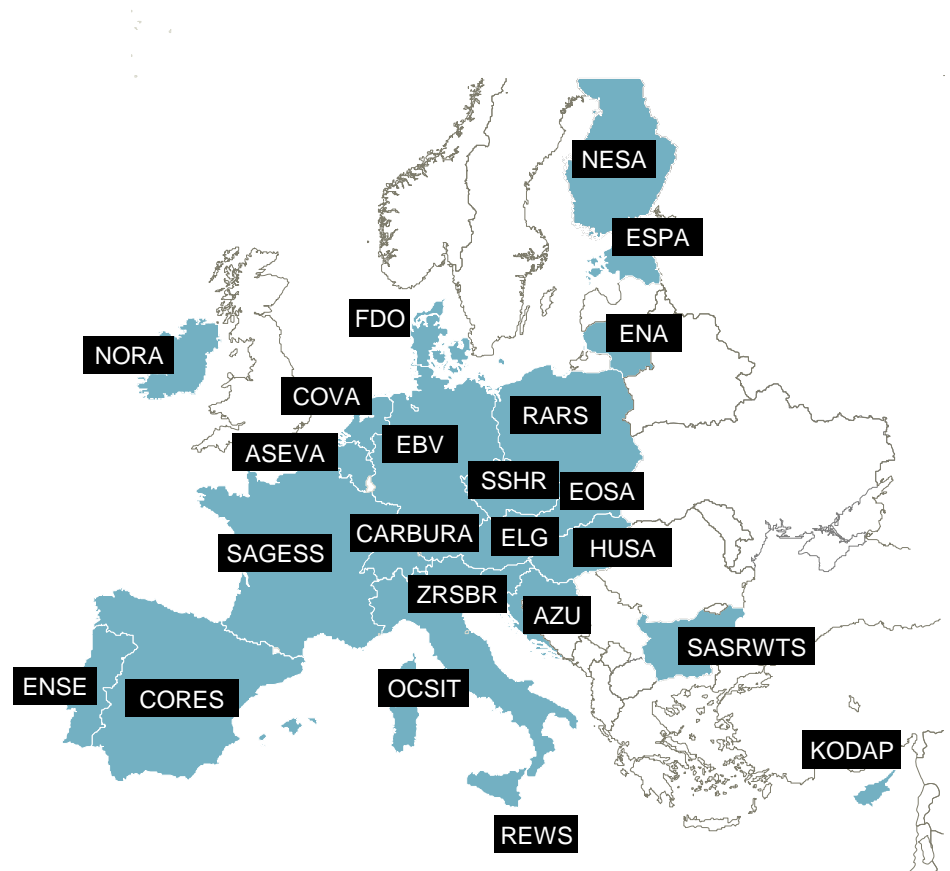 NESA
ESPA
FDO
ENA
NORA
COVA
RARS
EBV
ASEVA
SSHR
EOSA
CARBURA
ELG
SAGESS
HUSA
ZRSBR
AZU
SASRWTS
ENSE
CORES
OCSIT
KODAP
REWS